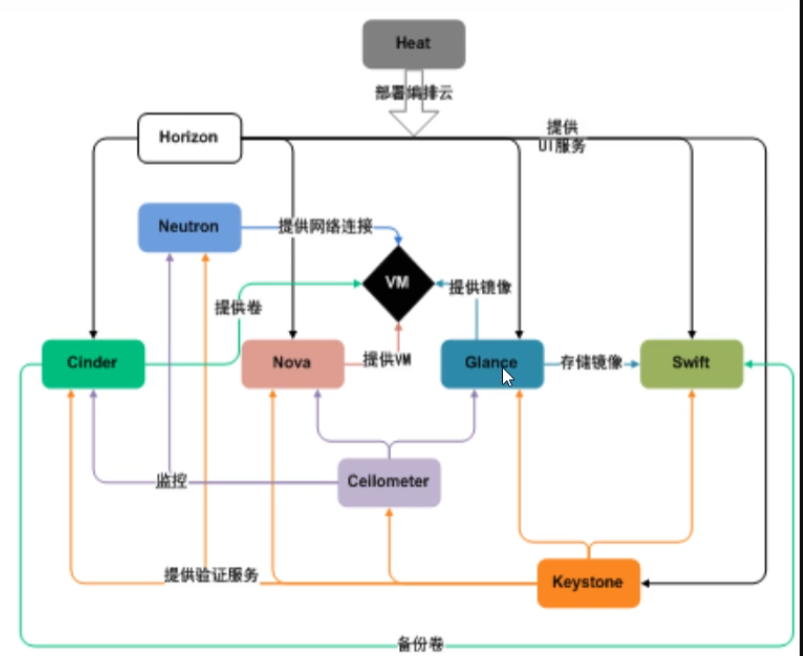 Heat
部署编排云
Horizon
提供
UI服务
Neutron
提供网络连接
VM
提供镜像
提供卷
Cinder
Nova
提供VM
Glance
存储镜像
Swift
监控
Ceilometer
提供验证服务
Keystone
备份卷